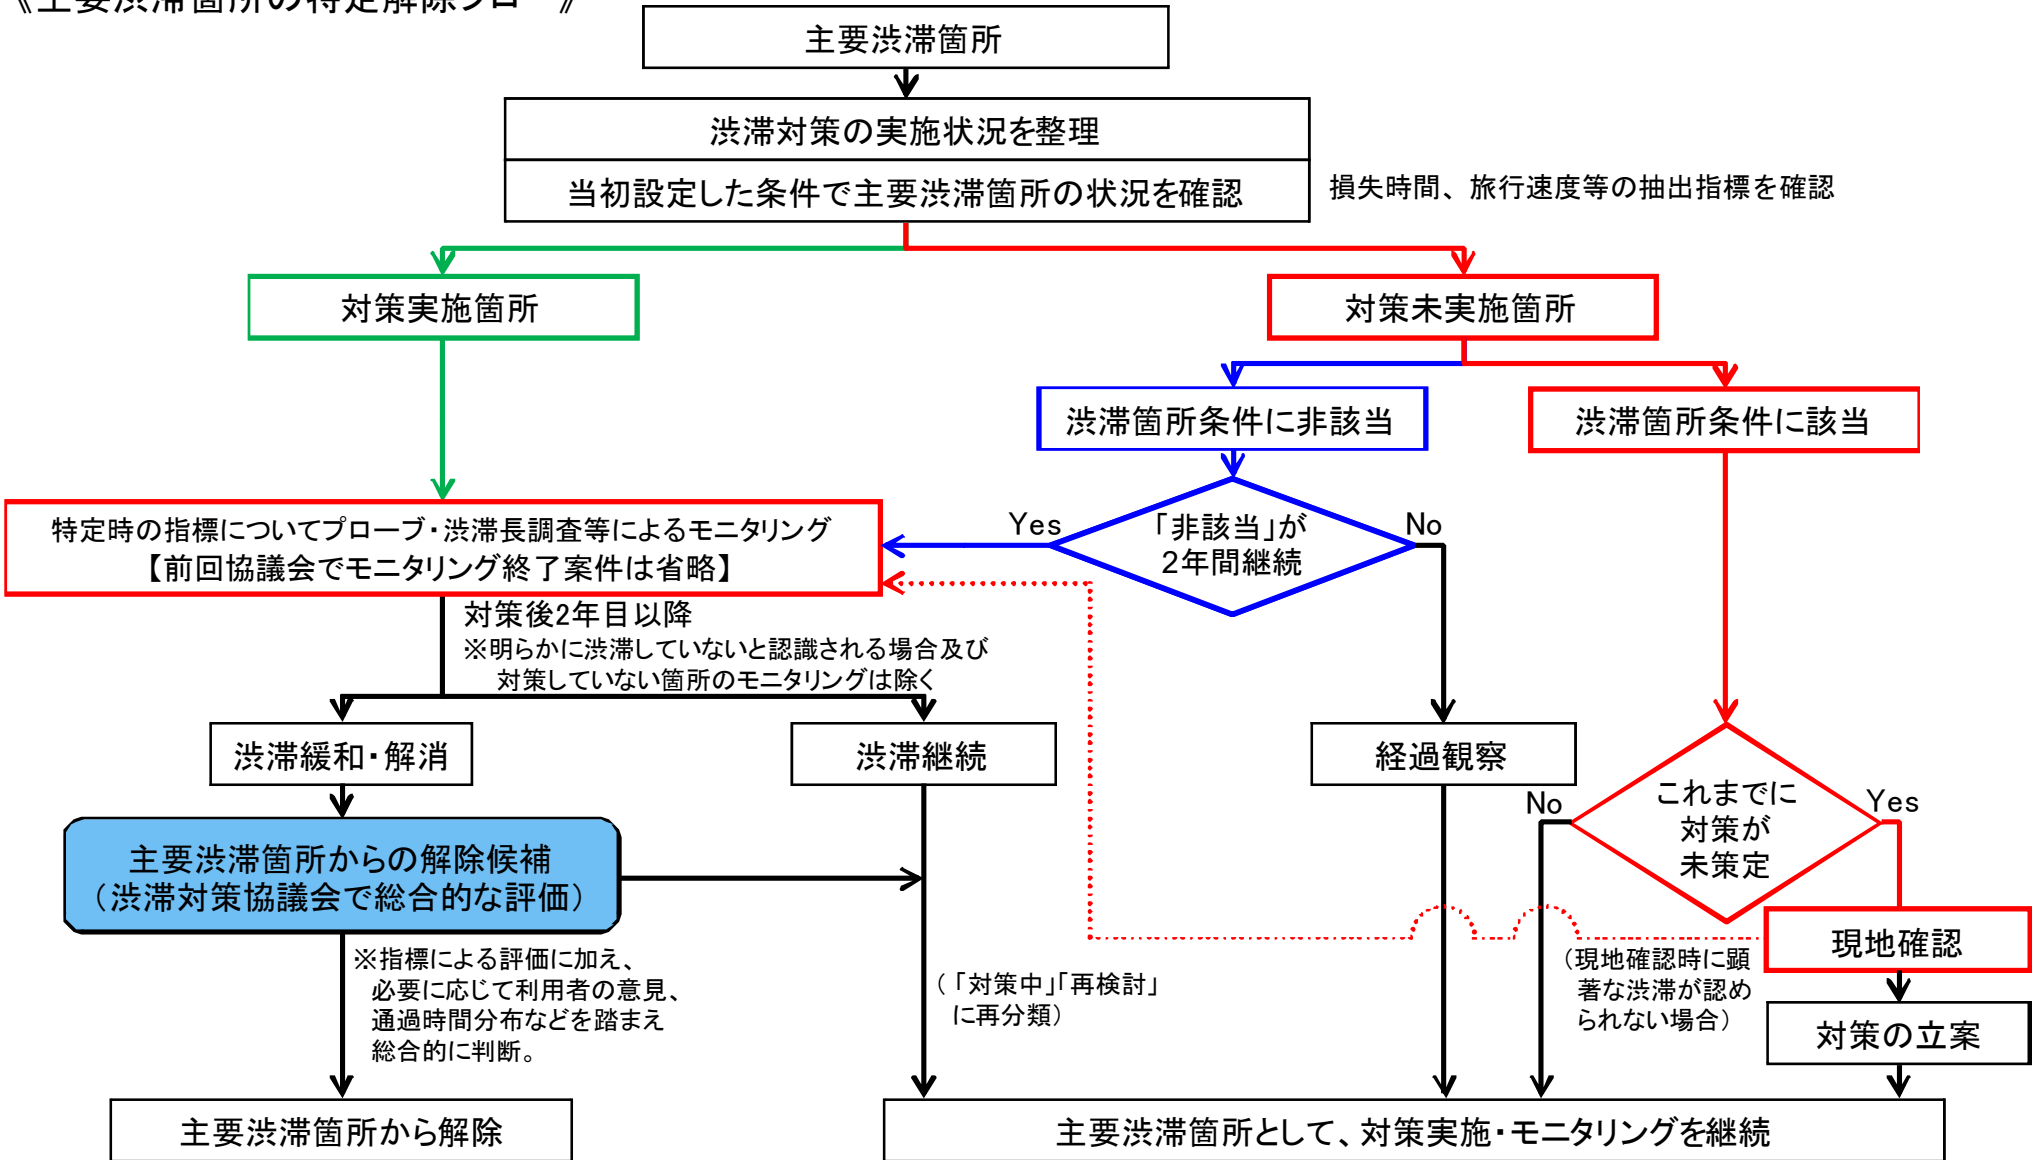 《主要渋滞箇所の特定解除フロー》
主要渋滞箇所
渋滞対策の実施状況を整理
当初設定した条件で主要渋滞箇所の状況を確認
損失時間、旅行速度等の抽出指標を確認
対策実施箇所
対策未実施箇所
渋滞箇所条件に非該当
渋滞箇所条件に該当
特定時の指標についてプローブ・渋滞長調査等によるモニタリング
【前回協議会でモニタリング終了案件は省略】
Yes
「非該当」が
2年間継続
No
対策後2年目以降
※明らかに渋滞していないと認識される場合及び
対策していない箇所のモニタリングは除く
渋滞緩和・解消
渋滞継続
経過観察
No
これまでに
対策が
未策定
Yes
主要渋滞箇所からの解除候補
(渋滞対策協議会で総合的な評価)
現地確認
※指標による評価に加え、
必要に応じて利用者の意見、
通過時間分布などを踏まえ
総合的に判断。
(「対策中」「再検討」
に再分類)
(現地確認時に顕
著な渋滞が認め
られない場合)
対策の立案
主要渋滞箇所から解除
主要渋滞箇所として、対策実施・モニタリングを継続